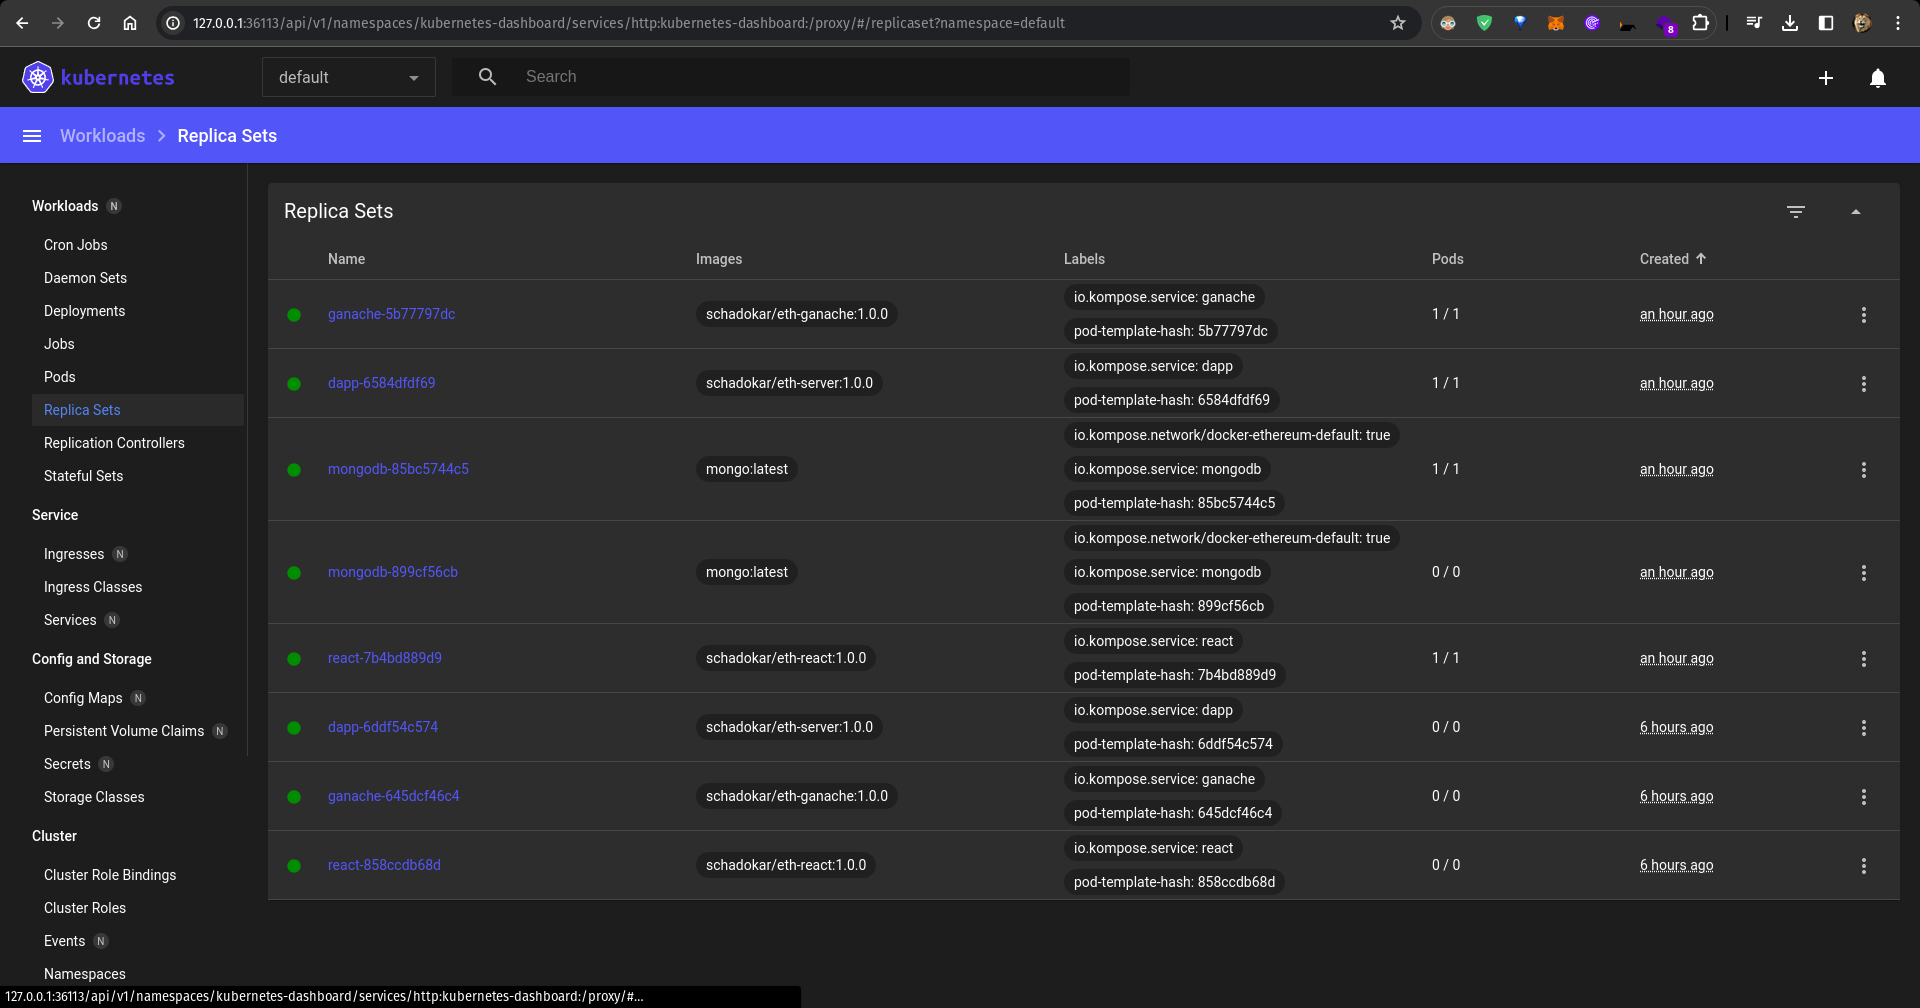 127.0.0.1:36113/api/v1/namespaces/kubernetes-dashboard/services/http:kubernetes-dashboard:/proxy/#/replicaset?namespace=default
8
kubernetes
default
Search
Workloads
Replica Sets
Workloads N
Cron Jobs
Daemon Sets
Deployments
Jobs
Pods
Replica Sets
Replication Controllers
Stateful Sets
Service
Ingresses N
Ingress Classes
Services N
Config and Storage
Config Maps N
Persistent Volume Claims N
Secrets N
Storage Classes
Cluster
Cluster Role Bindings
Cluster Roles
Events N
Namespaces
Replica Sets
Name Images Labels Pods Created
ganache-5b77797dc schadokar/eth-ganache:1.0.0 io.kompose.service: ganache 1 / 1 an hour ago
pod-template-hash: 5b77797dc
dapp-6584dfdf69 schadokar/eth-server:1.0.0 io.kompose.service: dapp 1 / 1 an hour ago
pod-template-hash: 6584dfdf69
io.kompose.network/docker-ethereum-default: true
mongodb-85bc5744c5 mongo:latest io.kompose.service: mongodb 1 / 1 an hour ago
pod-template-hash: 85bc5744c5
io.kompose.network/docker-ethereum-default: true
mongodb-899cf56cb mongo:latest io.kompose.service: mongodb 0 / 0 an hour ago
pod-template-hash: 899cf56cb
react-7b4bd889d9 schadokar/eth-react:1.0.0 io.kompose.service: react 1 / 1 an hour ago
pod-template-hash: 7b4bd889d9
dapp-6ddf54c574 schadokar/eth-server:1.0.0 io.kompose.service: dapp 0 / 0 6 hours ago
pod-template-hash: 6ddf54c574
ganache-645dcf46c4 schadokar/eth-ganache:1.0.0 io.kompose.service: ganache 0 / 0 6 hours ago
pod-template-hash: 645dcf46c4
react-858ccdb68d schadokar/eth-react:1.0.0 io.kompose.service: react 0 / 0 6 hours ago
pod-template-hash: 858ccdb68d
127.0.0.1:36113/api/v1/namespaces/kubernetes-dashboard/services/http:kubernetes-dashboard:/proxy/#...